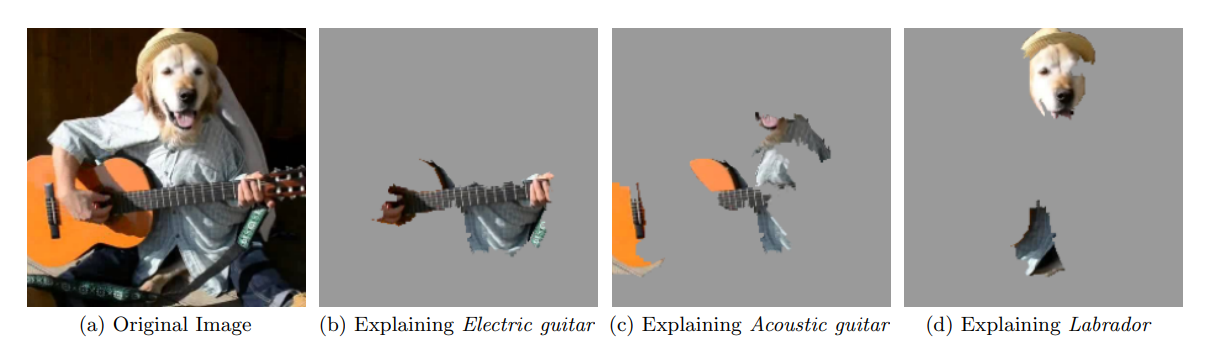 (a) Original Image
(b) Explaining Electric guitar
(c) Explaining Acoustic guitar
(d) Explaining Labrador